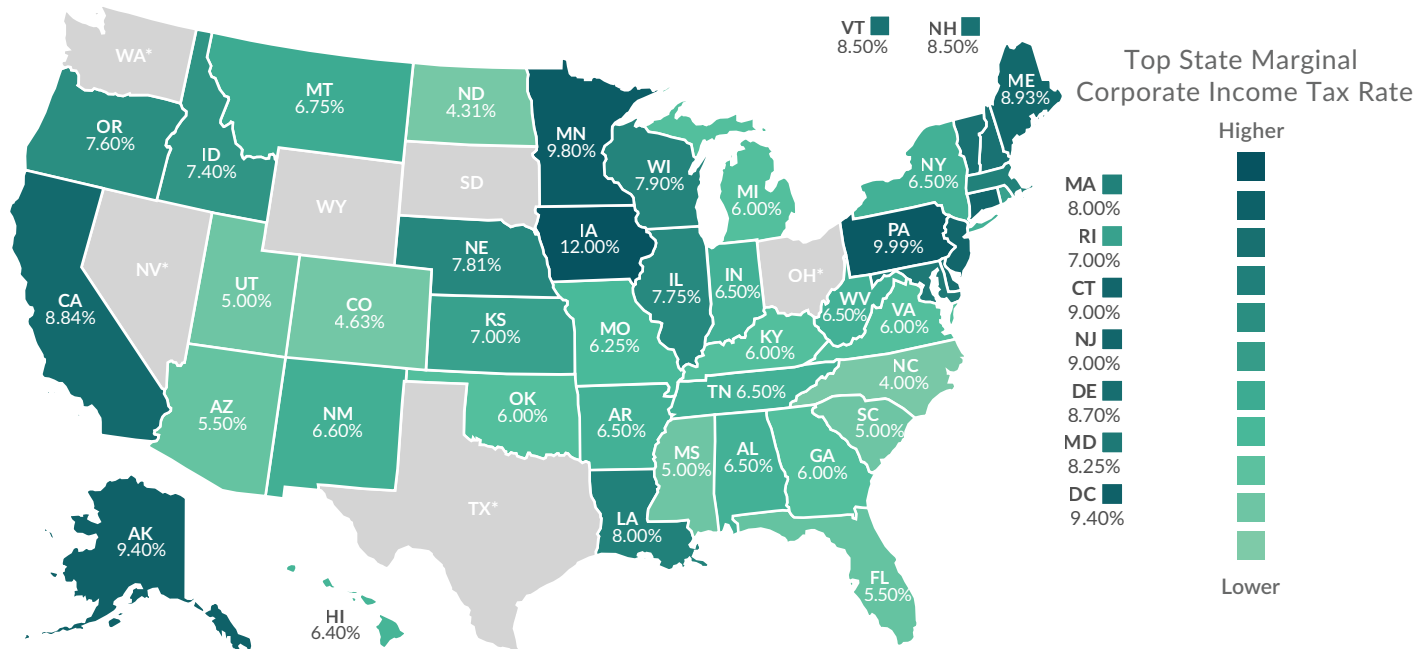 VT
8.50%
NH
8.50%
Top State Marginal
Corporate Income Tax Rate
Higher
Lower
WA*
OR
7.60%
ID
7.40%
MT
6.75%
ND
4.31%
MN
9.80%
WI
7.90%
MI
6.00%
NY
6.50%
ME
8.93%
SD
WY
NE
7.81%
IA
12.00%
IL
7.75%
IN
6.50%
OH*
PA
9.99%
CA
8.84%
NV*
UT
5.00%
CO
4.63%
KS
7.00%
MO
6.25%
KY
6.00%
WV
6.50%
VA
6.00%
AZ
5.50%
NM
6.60%
OK
6.00%
AR
6.50%
TN 6.50%
NC
4.00%
SC
5.00%
TX*
LA
8.00%
MS
5.00%
AL
6.50%
GA
6.00%
FL
5.50%
AK
9.40%
HI
6.40%
MA
8.00%
RI
7.00%
CT
9.00%
NJ
9.00%
DE
8.70%
MD
8.25%
DC
9.40%